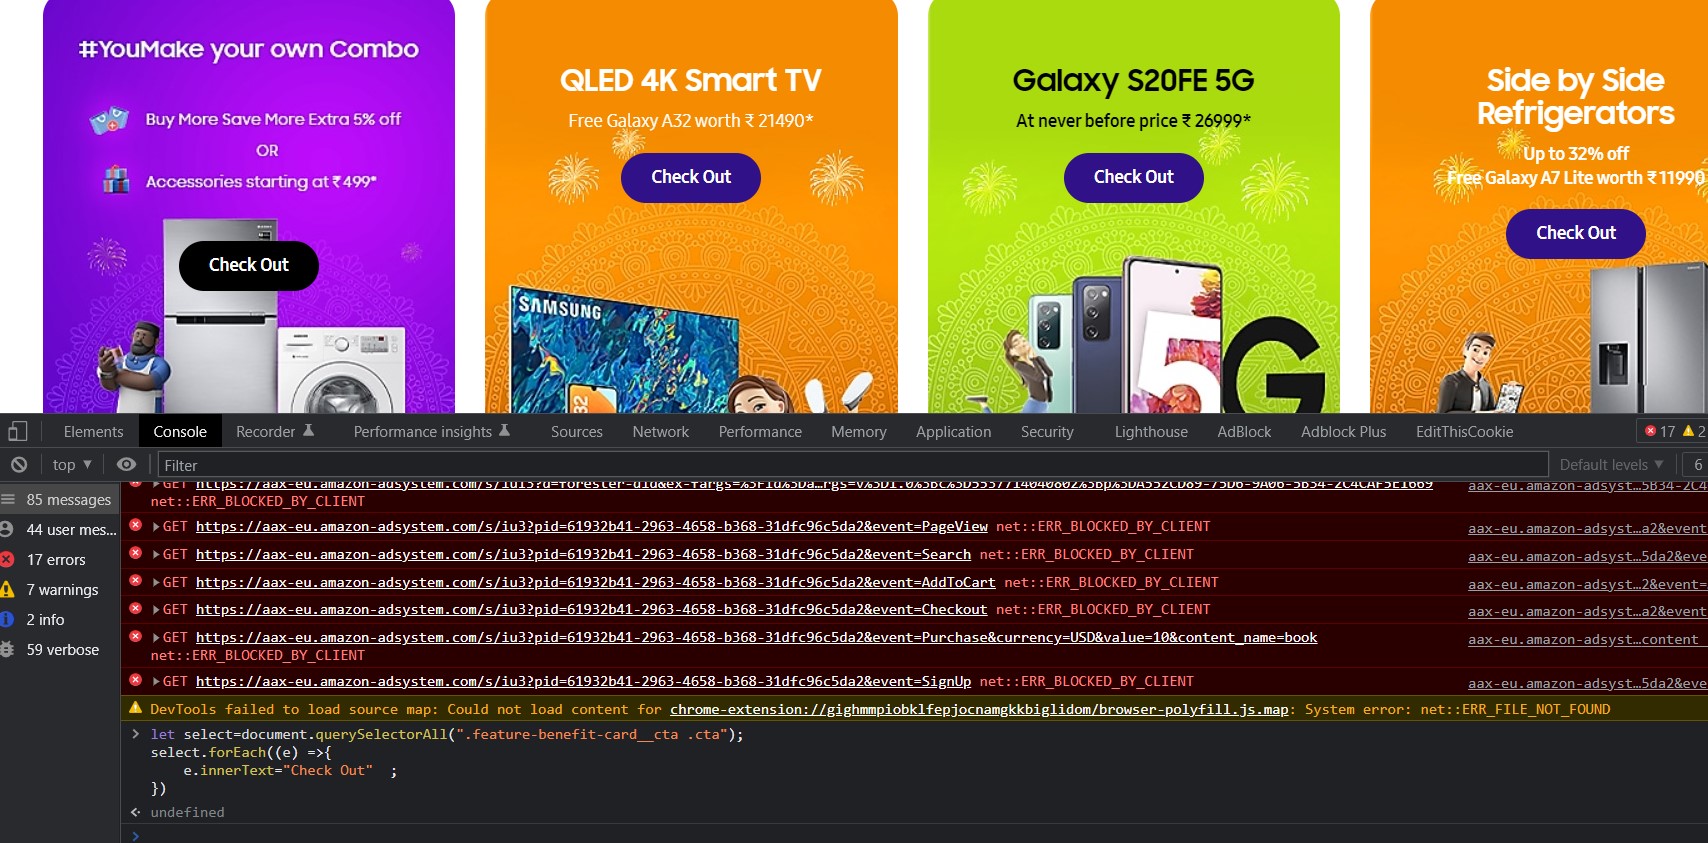 #YouMake your own Combo
Buy More Save More Extra 5% off
OR
Accessories starting at ₹499*
Check Out
QLED 4K Smart TV
Free Galaxy A32 worth ₹ 21490*
Check Out
SAMSUNG
32
Galaxy S20FE 5G
At never before price ₹ 26999*
Check Out
5G
Side by Side
Refrigerators
Up to 32% off
Free Galaxy A7 Lite worth ₹ 11990
Check Out
Elements Console Recorder Performance insights Sources Network Performance Memory Application Security Lighthouse AdBlock Adblock Plus EditThisCookie 17 2
top ▼ Filter Default levels ▼ 6
85 messages
44 user mes...
17 errors
7 warnings
2 info
59 verbose
GET
net::ERR_BLOCKED_BY_CLIENT
GET https://aax-eu.amazon-adsystem.com/s/iu3?pid=61932b41-2963-4658-b368-31dfc96c5da2&event=PageView net::ERR_BLOCKED_BY_CLIENT aax-eu.amazon-adsyst…a2&event
GET https://aax-eu.amazon-adsystem.com/s/iu3?pid=61932b41-2963-4658-b368-31dfc96c5da2&event=Search net::ERR_BLOCKED_BY_CLIENT aax-eu.amazon-adsyst…5da2&eve
GET https://aax-eu.amazon-adsystem.com/s/iu3?pid=61932b41-2963-4658-b368-31dfc96c5da2&event=AddToCart net::ERR_BLOCKED_BY_CLIENT aax-eu.amazon-adsyst…2&event=
GET https://aax-eu.amazon-adsystem.com/s/iu3?pid=61932b41-2963-4658-b368-31dfc96c5da2&event=Checkout net::ERR_BLOCKED_BY_CLIENT aax-eu.amazon-adsyst…a2&event
GET https://aax-eu.amazon-adsystem.com/s/iu3?pid=61932b41-2963-4658-b368-31dfc96c5da2&event=Purchase&currency=USD&value=10&content_name=book aax-eu.amazon-adsyst…content
net::ERR_BLOCKED_BY_CLIENT
GET https://aax-eu.amazon-adsystem.com/s/iu3?pid=61932b41-2963-4658-b368-31dfc96c5da2&event=SignUp net::ERR_BLOCKED_BY_CLIENT aax-eu.amazon-adsyst…5da2&eve
DevTools failed to load source map: Could not load content for chrome-extension://gighmmpiobklfepjocnamgkkbiglidom/browser-polyfill.js.map: System error: net::ERR_FILE_NOT_FOUND
let select=document.querySelectorAll(".feature-benefit-card__cta .cta");
select.forEach((e) =>{
e.innerText="Check Out" ;
})
undefined